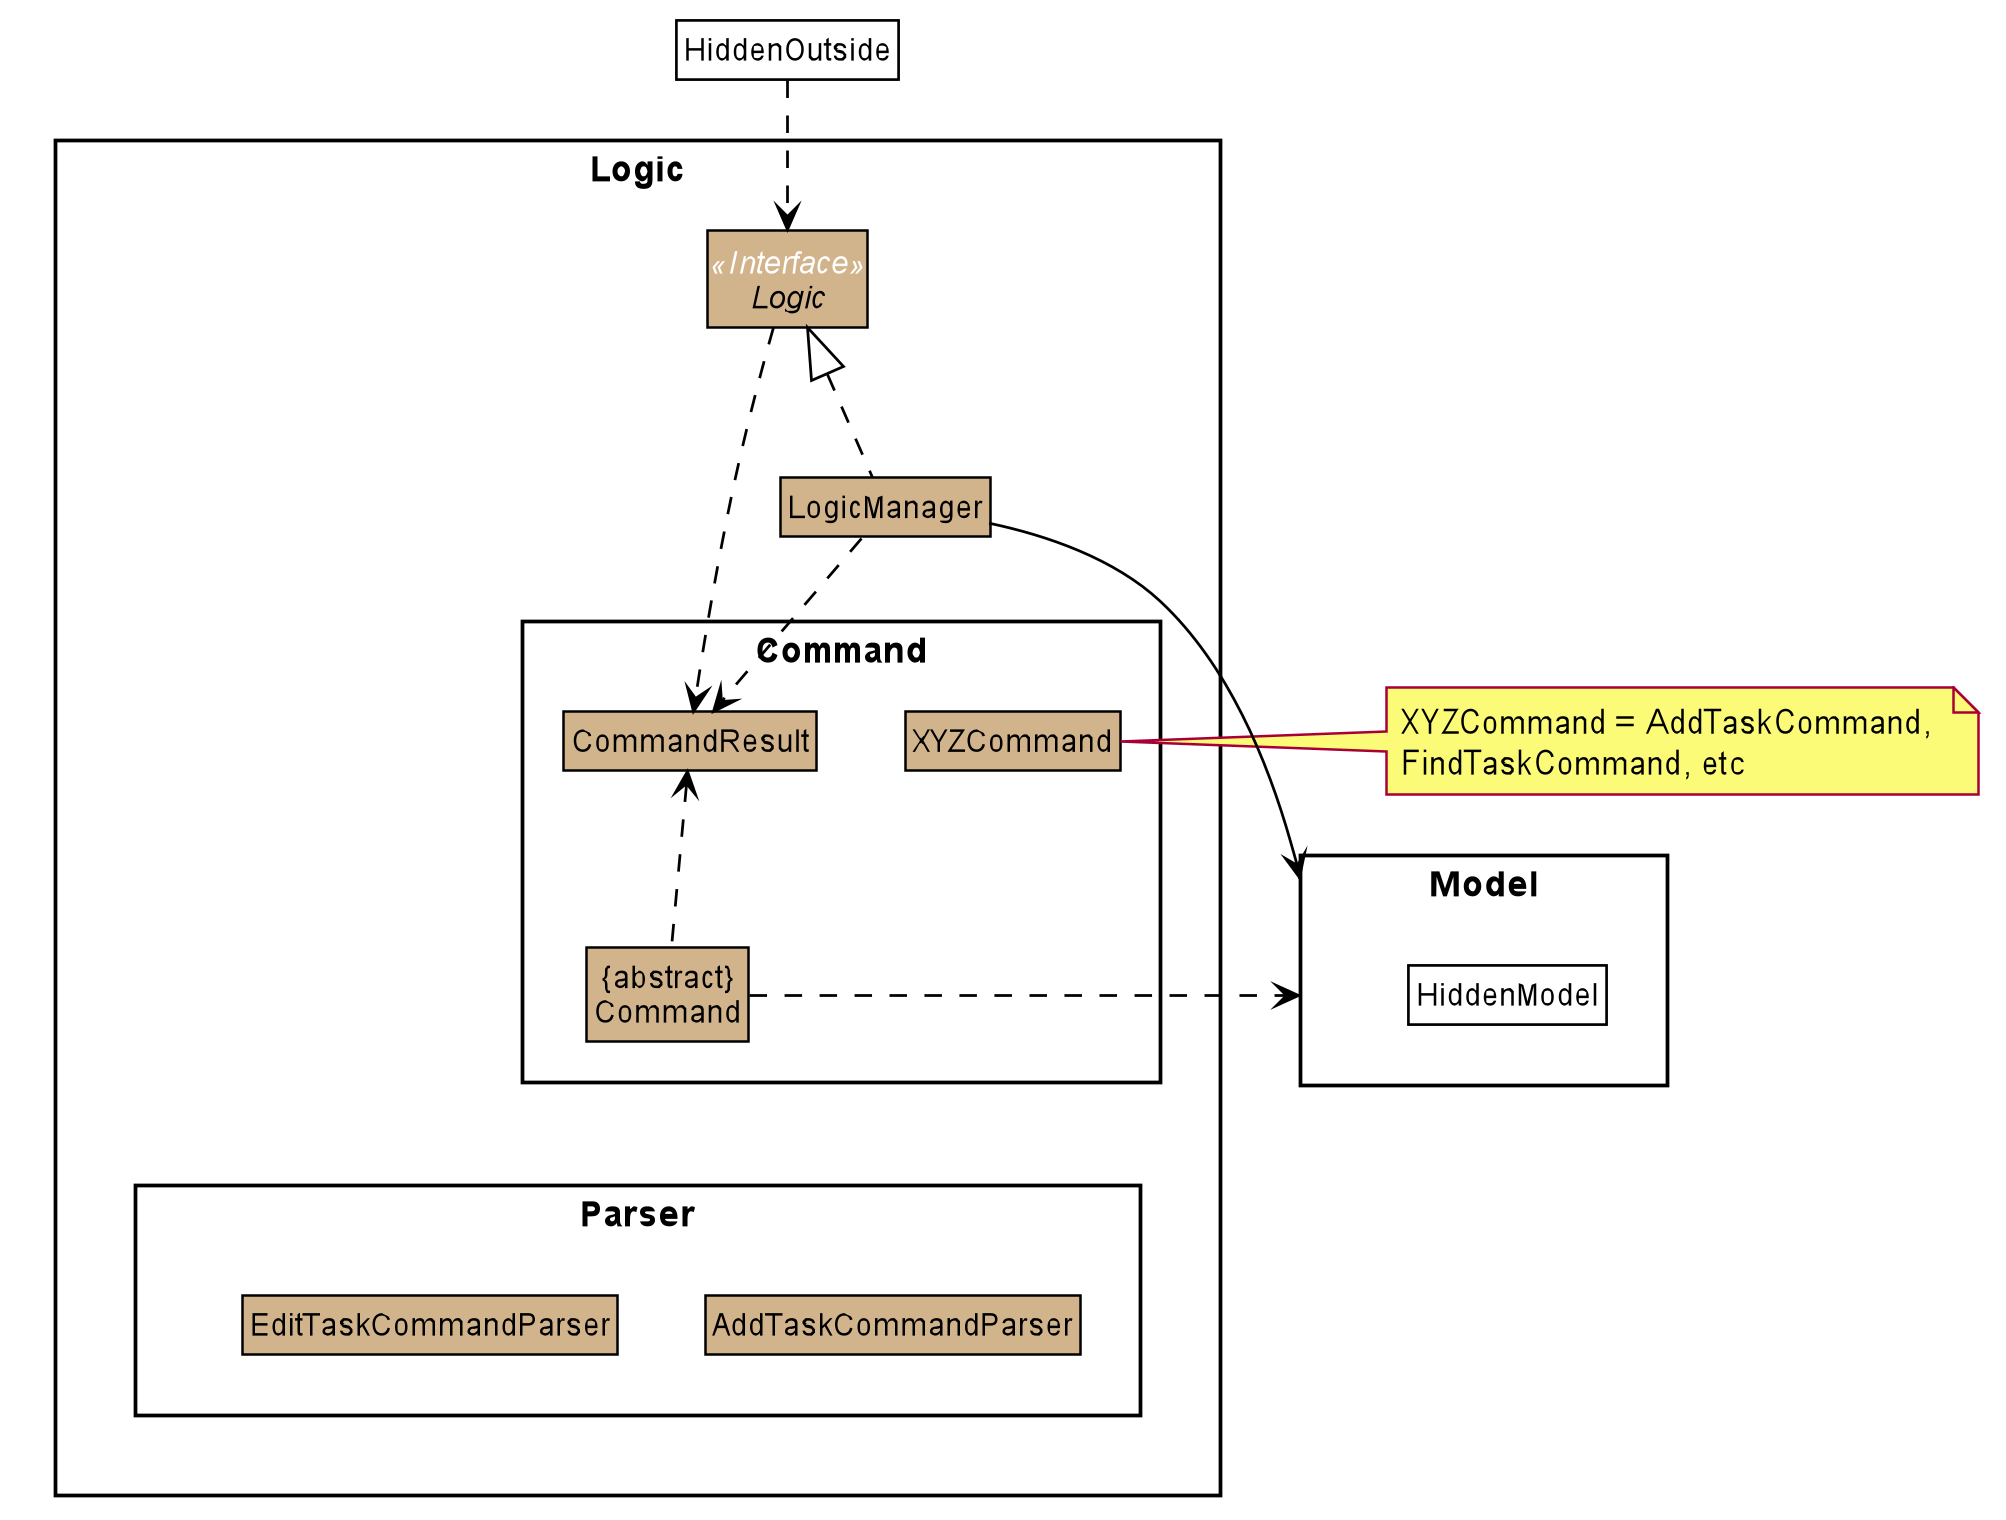 HiddenOutside
Logic
«Interface»
Logic
LogicManager
Command
CommandResult
XYZCommand
XYZCommand = AddTaskCommand,
FindTaskCommand, etc
Model
{abstract}
Command
HiddenModel
Parser
EditTaskCommandParser
AddTaskCommandParser